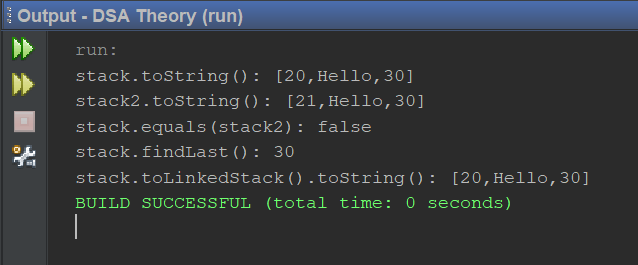 Output - DSA Theory (run)
run:
stack.toString(): [20,Hello,30]
stack2.toString(): [21,Hello,30]
stack.equals(stack2): false
stack.findLast(): 30
stack.toLinkedStack().toString(): [20,Hello,30]
BUILD SUCCESSFUL (total time: 0 seconds)